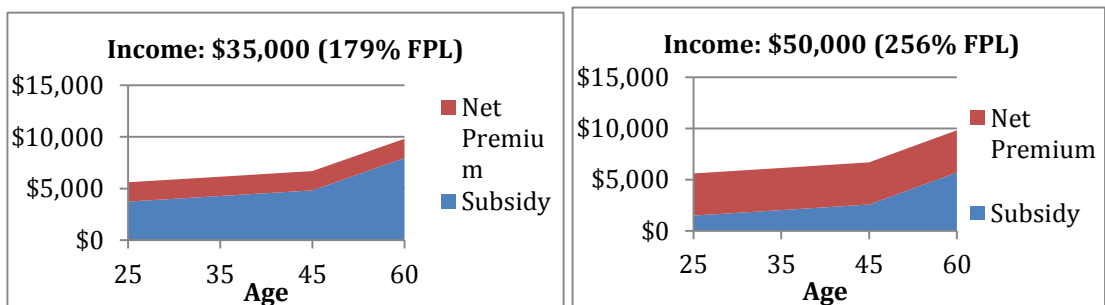 Income: $35,000 (179% FPL)
$15,000
$10,000
$5,000
$0
25 35 45 60
Age
Net
Premiu
m
Subsidy
Income: $50,000 (256% FPL)
$15,000
$10,000
$5,000
$0
25 35 45 60
Age
Net
Premium
Subsidy